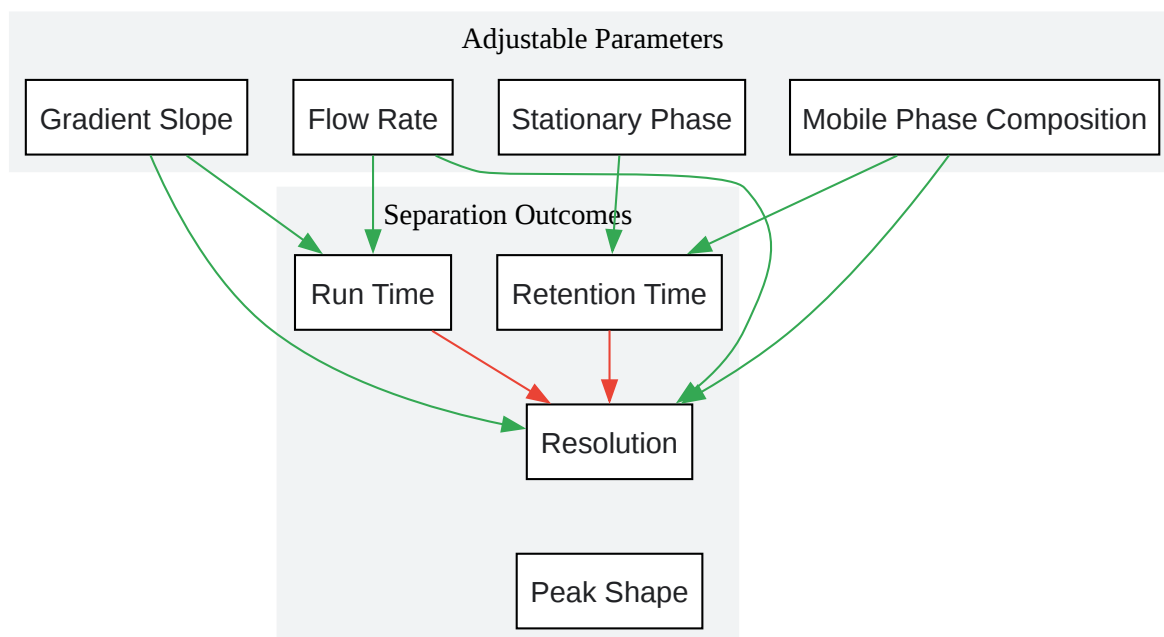 Adjustable Parameters
Gradient Slope
Flow Rate
Stationary Phase
Mobile Phase Composition
Separation Outcomes
Run Time
Retention Time
Resolution
Peak Shape